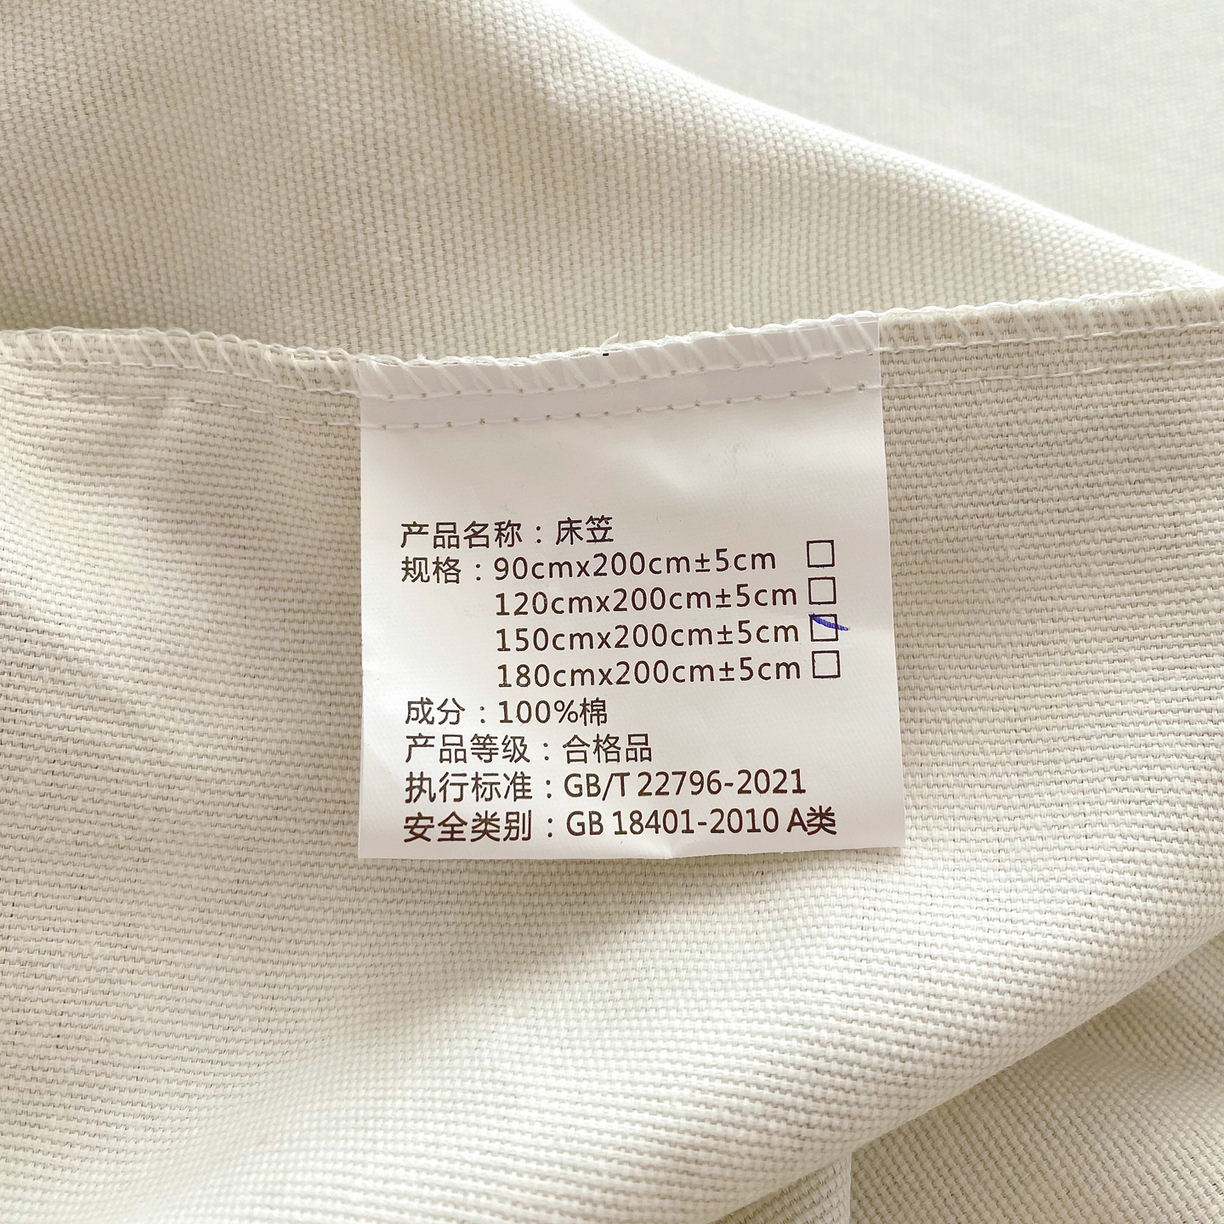 产品名称：床笠
规格：90cmx200cm±5cm □
120cmx200cm±5cm □
150cmx200cm±5cm □
180cmx200cm±5cm □
成分：100%棉
产品等级：合格品
执行标准：GB/T 22796-2021
安全类别：GB 18401-2010 A类